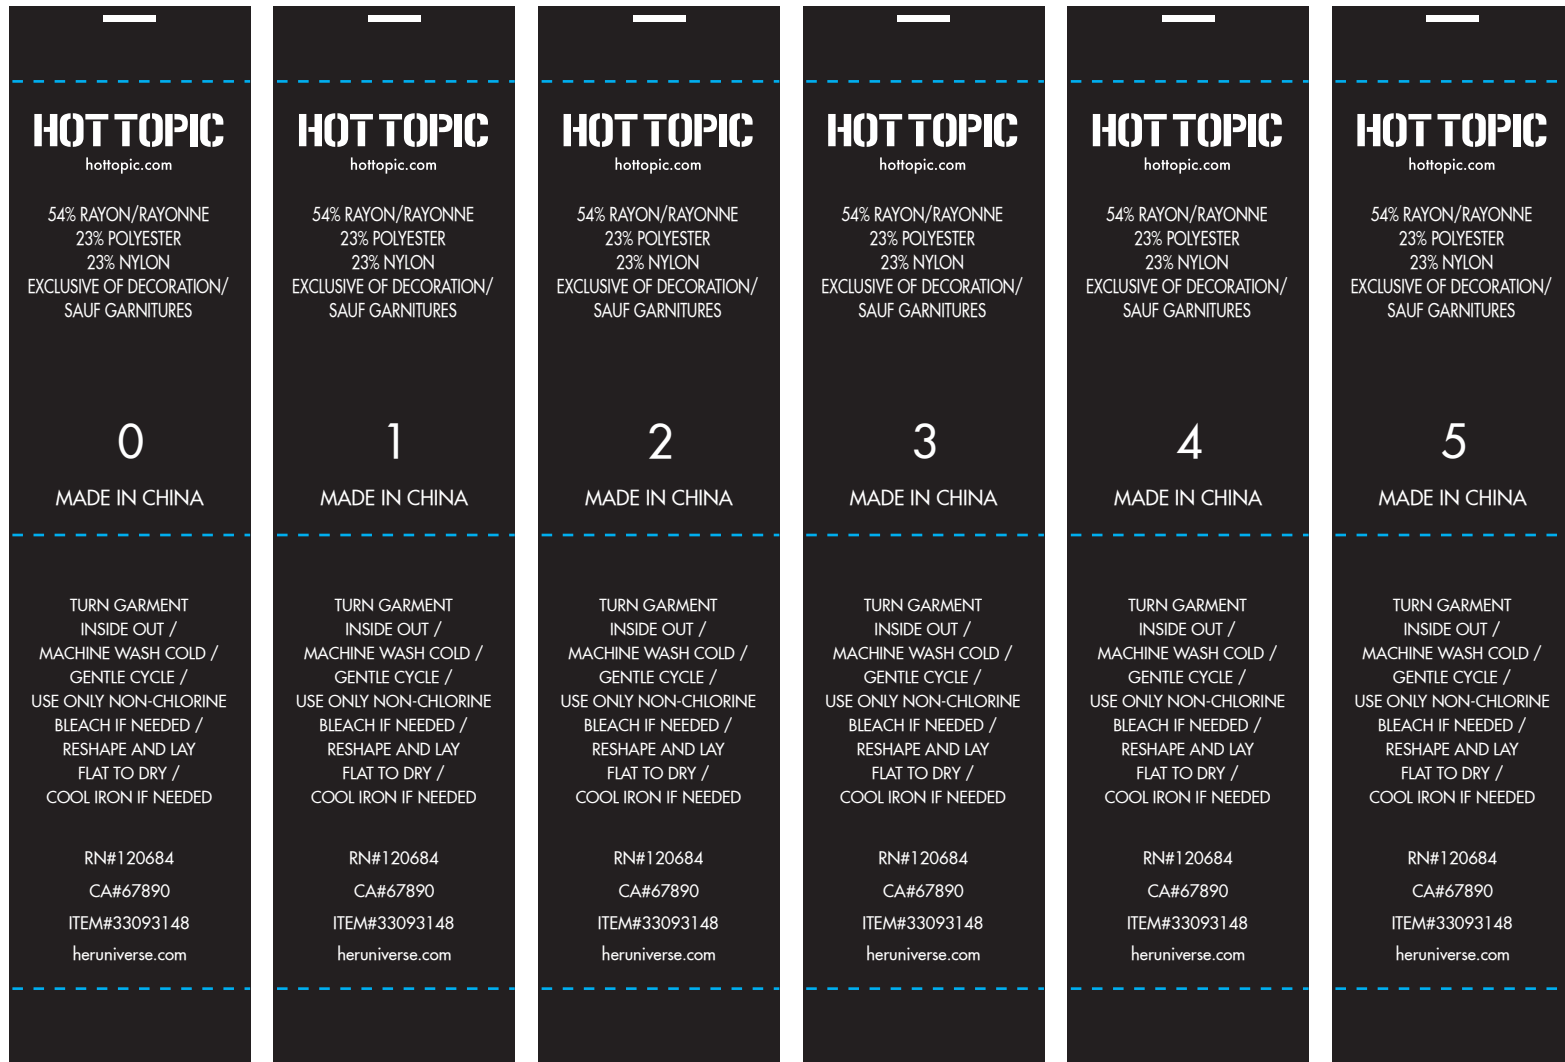 HOT TOPIC
hottopic.com
54% RAYON/RAYONNE
23% POLYESTER
23% NYLON
EXCLUSIVE OF DECORATION/
SAUF GARNITURES
0
MADE IN CHINA
TURN GARMENT
INSIDE OUT /
MACHINE WASH COLD /
GENTLE CYCLE /
USE ONLY NON-CHLORINE
BLEACH IF NEEDED /
RESHAPE AND LAY
FLAT TO DRY /
COOL IRON IF NEEDED
RN#120684
CA#67890
ITEM#33093148
heruniverse.com
HOT TOPIC
hottopic.com
54% RAYON/RAYONNE
23% POLYESTER
23% NYLON
EXCLUSIVE OF DECORATION/
SAUF GARNITURES
1
MADE IN CHINA
TURN GARMENT
INSIDE OUT /
MACHINE WASH COLD /
GENTLE CYCLE /
USE ONLY NON-CHLORINE
BLEACH IF NEEDED /
RESHAPE AND LAY
FLAT TO DRY /
COOL IRON IF NEEDED
RN#120684
CA#67890
ITEM#33093148
heruniverse.com
HOT TOPIC
hottopic.com
54% RAYON/RAYONNE
23% POLYESTER
23% NYLON
EXCLUSIVE OF DECORATION/
SAUF GARNITURES
2
MADE IN CHINA
TURN GARMENT
INSIDE OUT /
MACHINE WASH COLD /
GENTLE CYCLE /
USE ONLY NON-CHLORINE
BLEACH IF NEEDED /
RESHAPE AND LAY
FLAT TO DRY /
COOL IRON IF NEEDED
RN#120684
CA#67890
ITEM#33093148
heruniverse.com
HOT TOPIC
hottopic.com
54% RAYON/RAYONNE
23% POLYESTER
23% NYLON
EXCLUSIVE OF DECORATION/
SAUF GARNITURES
3
MADE IN CHINA
TURN GARMENT
INSIDE OUT /
MACHINE WASH COLD /
GENTLE CYCLE /
USE ONLY NON-CHLORINE
BLEACH IF NEEDED /
RESHAPE AND LAY
FLAT TO DRY /
COOL IRON IF NEEDED
RN#120684
CA#67890
ITEM#33093148
heruniverse.com
HOT TOPIC
hottopic.com
54% RAYON/RAYONNE
23% POLYESTER
23% NYLON
EXCLUSIVE OF DECORATION/
SAUF GARNITURES
4
MADE IN CHINA
TURN GARMENT
INSIDE OUT /
MACHINE WASH COLD /
GENTLE CYCLE /
USE ONLY NON-CHLORINE
BLEACH IF NEEDED /
RESHAPE AND LAY
FLAT TO DRY /
COOL IRON IF NEEDED
RN#120684
CA#67890
ITEM#33093148
heruniverse.com
HOT TOPIC
hottopic.com
54% RAYON/RAYONNE
23% POLYESTER
23% NYLON
EXCLUSIVE OF DECORATION/
SAUF GARNITURES
5
MADE IN CHINA
TURN GARMENT
INSIDE OUT /
MACHINE WASH COLD /
GENTLE CYCLE /
USE ONLY NON-CHLORINE
BLEACH IF NEEDED /
RESHAPE AND LAY
FLAT TO DRY /
COOL IRON IF NEEDED
RN#120684
CA#67890
ITEM#33093148
heruniverse.com